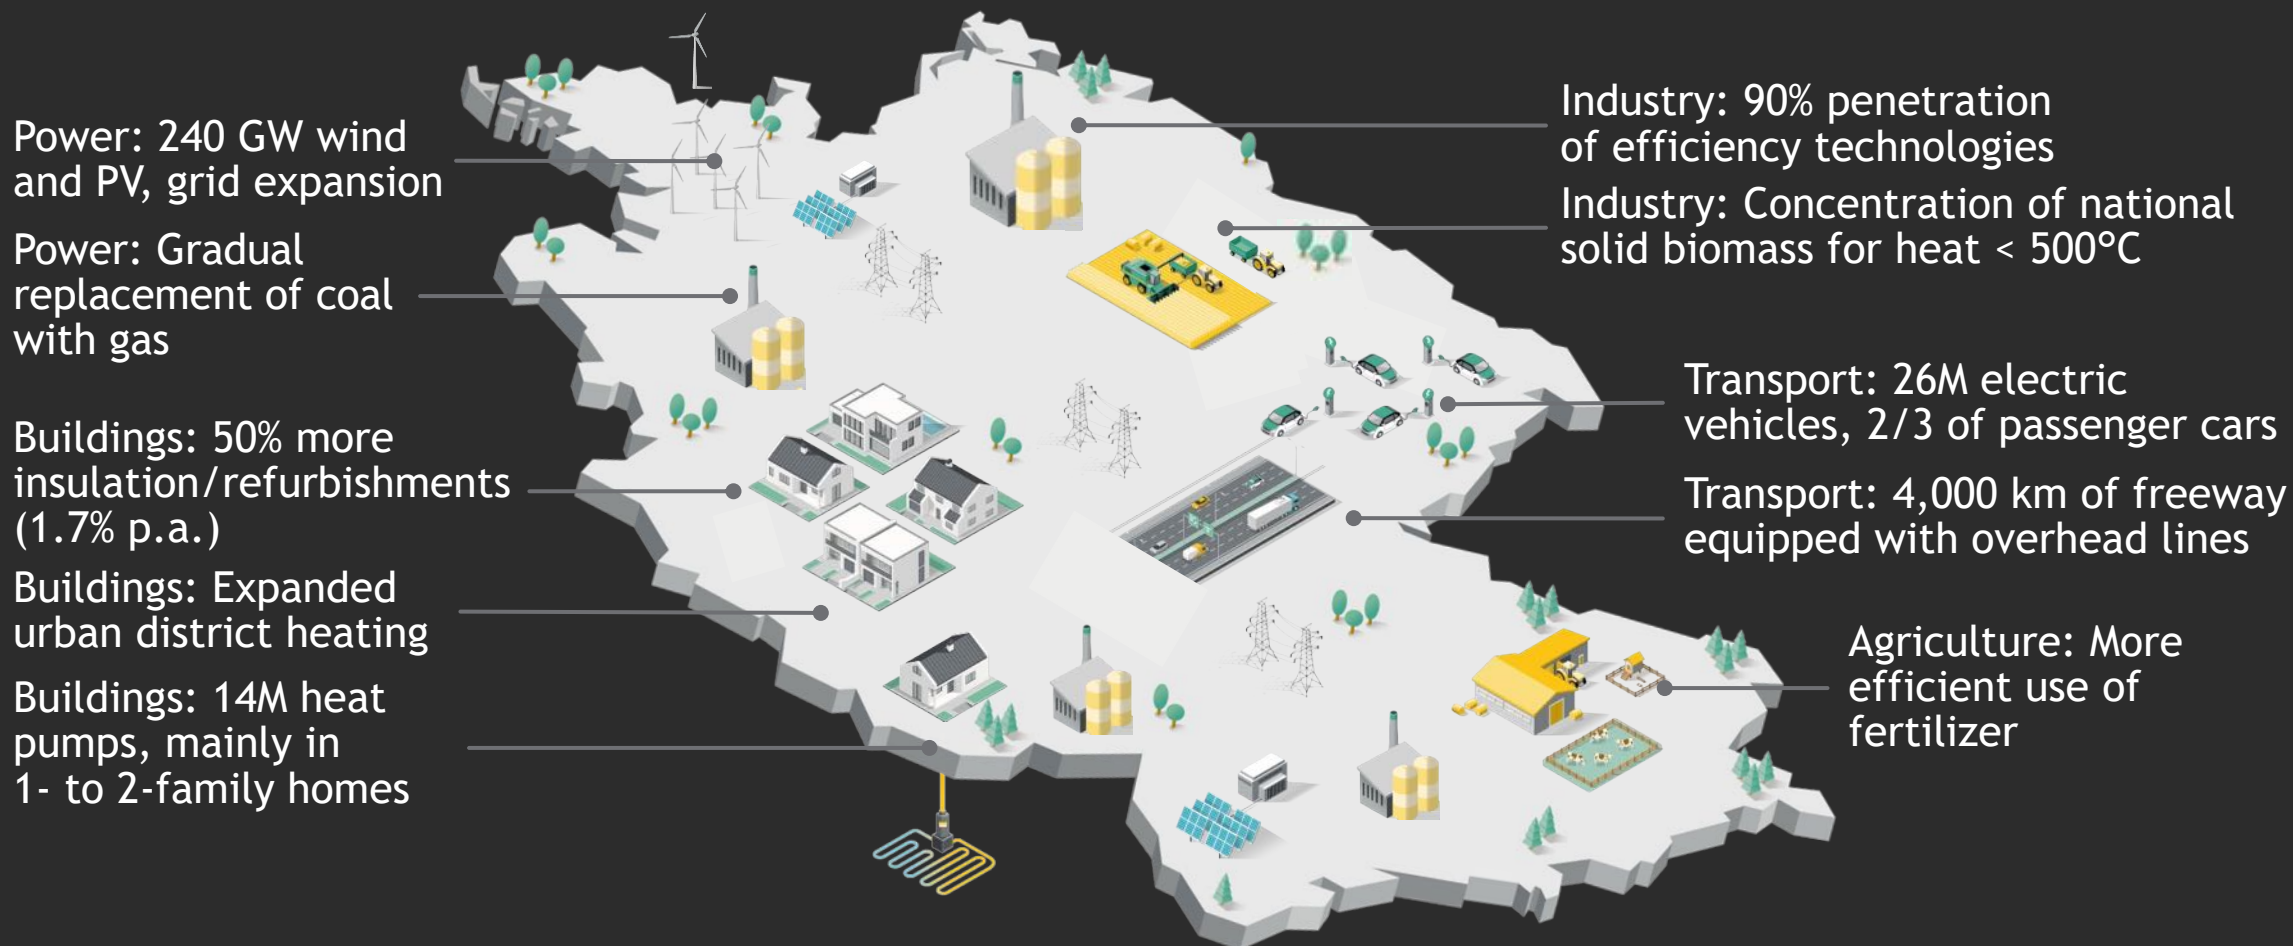 Power: 240 GW wind
and PV, grid expansion
Power: Gradual
replacement of coal
with gas
Buildings: 50% more
insulation/refurbishments
(1.7% p.a.)
Buildings: Expanded
urban district heating
Buildings: 14M heat
pumps, mainly in
1- to 2-family homes
Industry: 90% penetration
of efficiency technologies
Industry: Concentration of national
solid biomass for heat < 500°C
Transport: 26M electric
vehicles, 2/3 of passenger cars
Transport: 4,000 km of freeway
equipped with overhead lines
Agriculture: More
efficient use of
fertilizer